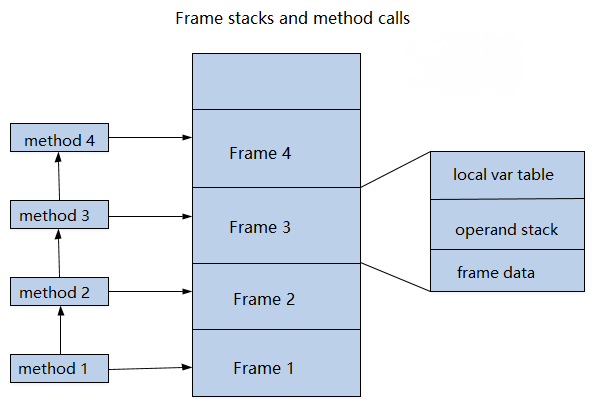 Frame stacks and method calls
method 4
Frame 4
local var table
method 3
Frame 3
operand stack
frame data
method 2
Frame 2
method 1
Frame 1